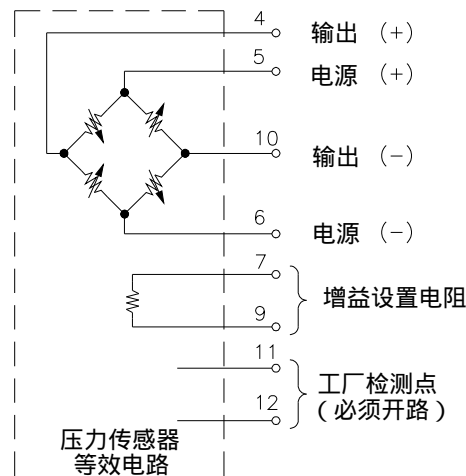 4 输出 (+)
5 电源 (+)
10 输出 (-)
6 电源 (-)
7
增益设置电阻
9
11
工厂检测点
12 (必须开路)
压力传感器
等效电路